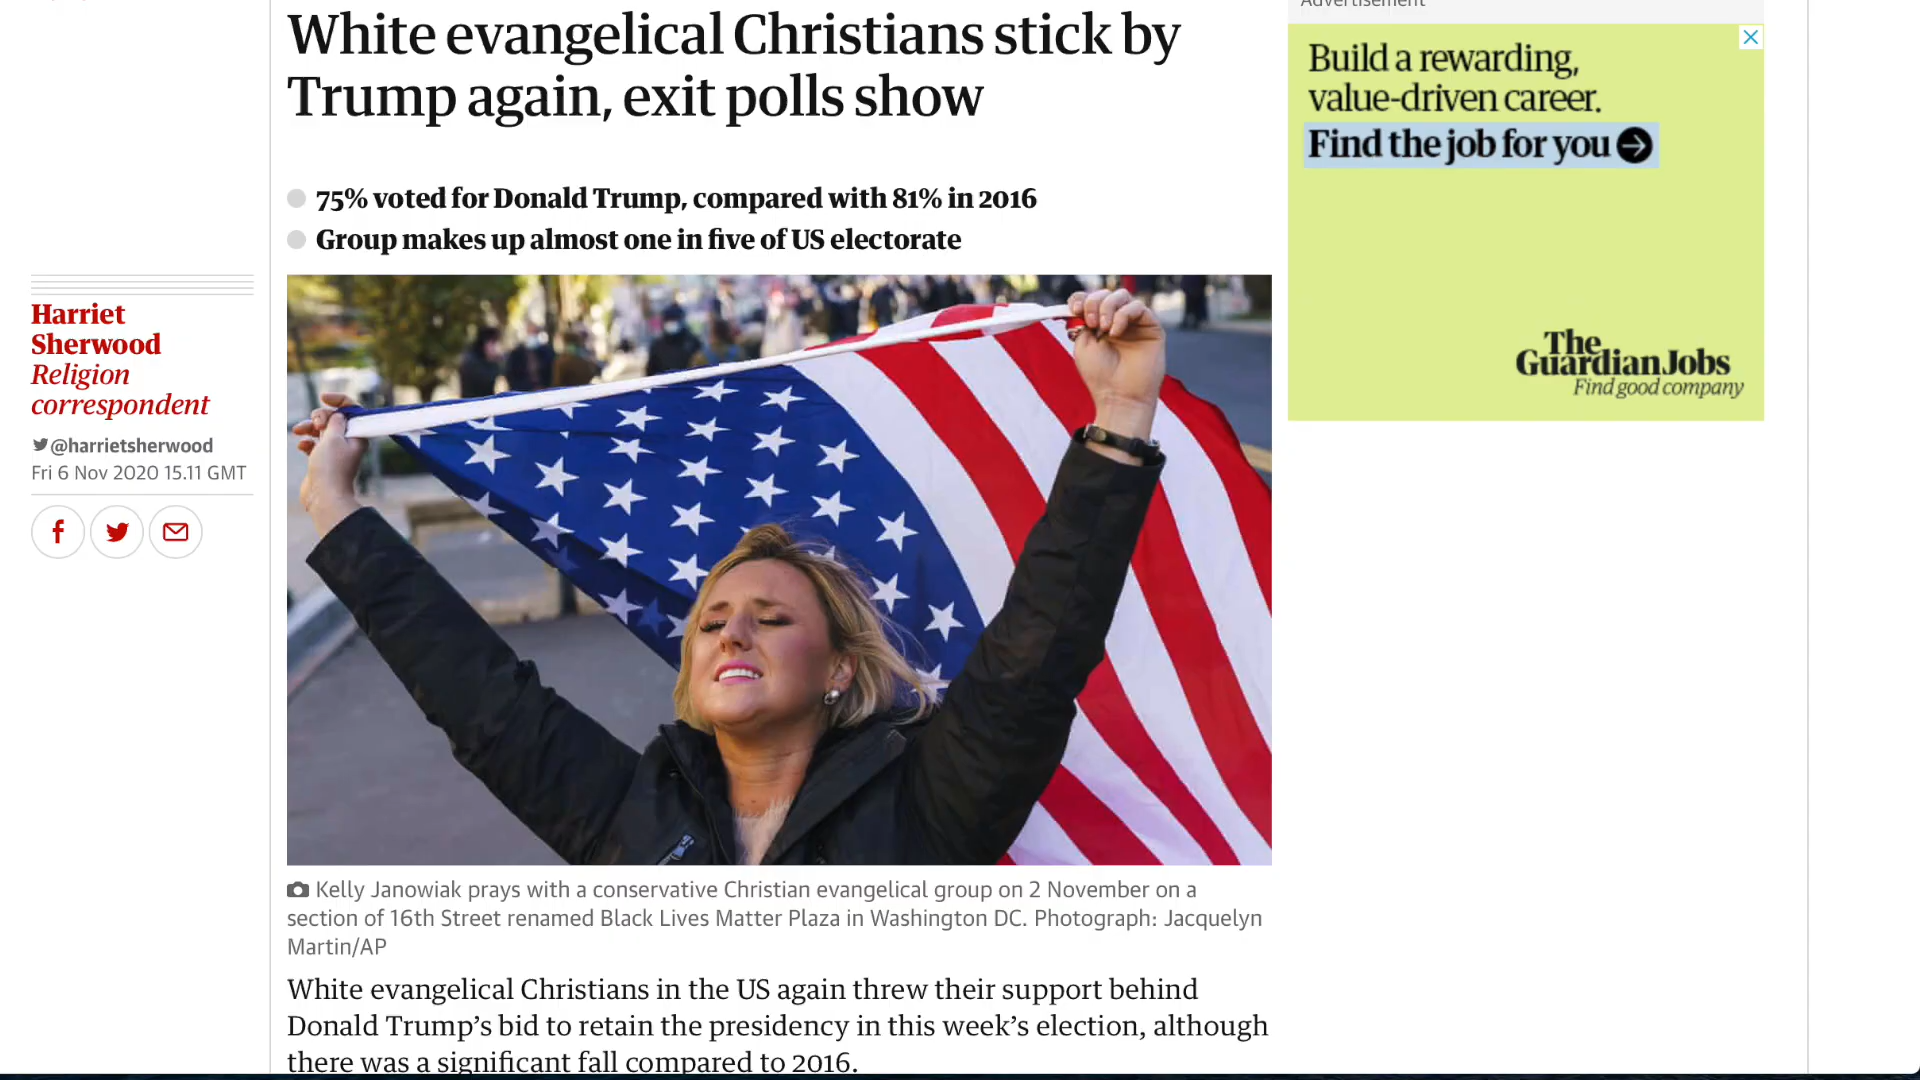 White evangelical Christians stick by
Trump again, exit polls show
75% voted for Donald Trump, compared with 81% in 2016
Group makes up almost one in five of US electorate
Harriet
Sherwood
Religion
correspondent
@harrietsherwood
Fri 6 Nov 2020 15.11 GMT
Kelly Janowiak prays with a conservative Christian evangelical group on 2 November on a
section of 16th Street renamed Black Lives Matter Plaza in Washington DC. Photograph: Jacquelyn
Martin/AP
White evangelical Christians in the US again threw their support behind
Donald Trump’s bid to retain the presidency in this week’s election, although
there was a significant fall compared to 2016.
Advertisement
Build a rewarding,
value-driven career.
Find the job for you
The
Guardian Jobs
Find good company